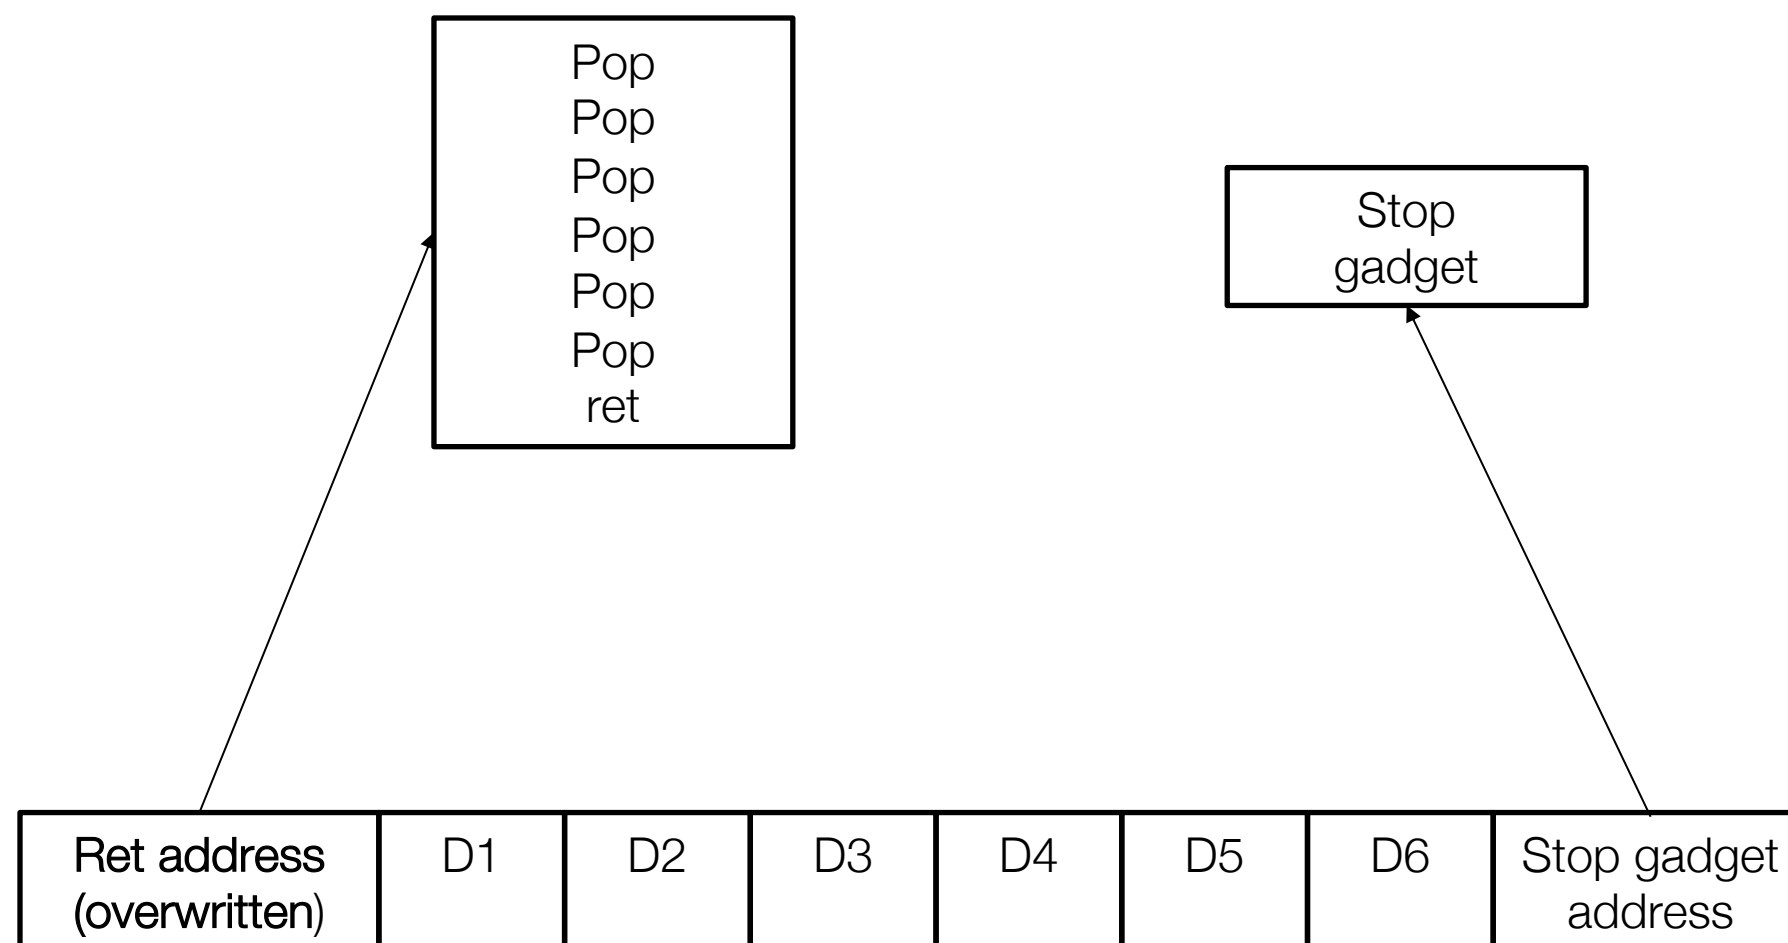 Pop
Pop
Pop
Pop
Pop
Pop
ret
Stop
gadget
Ret address
(overwritten)
D1
D2
D3
D4
D5
D6
Stop gadget
address